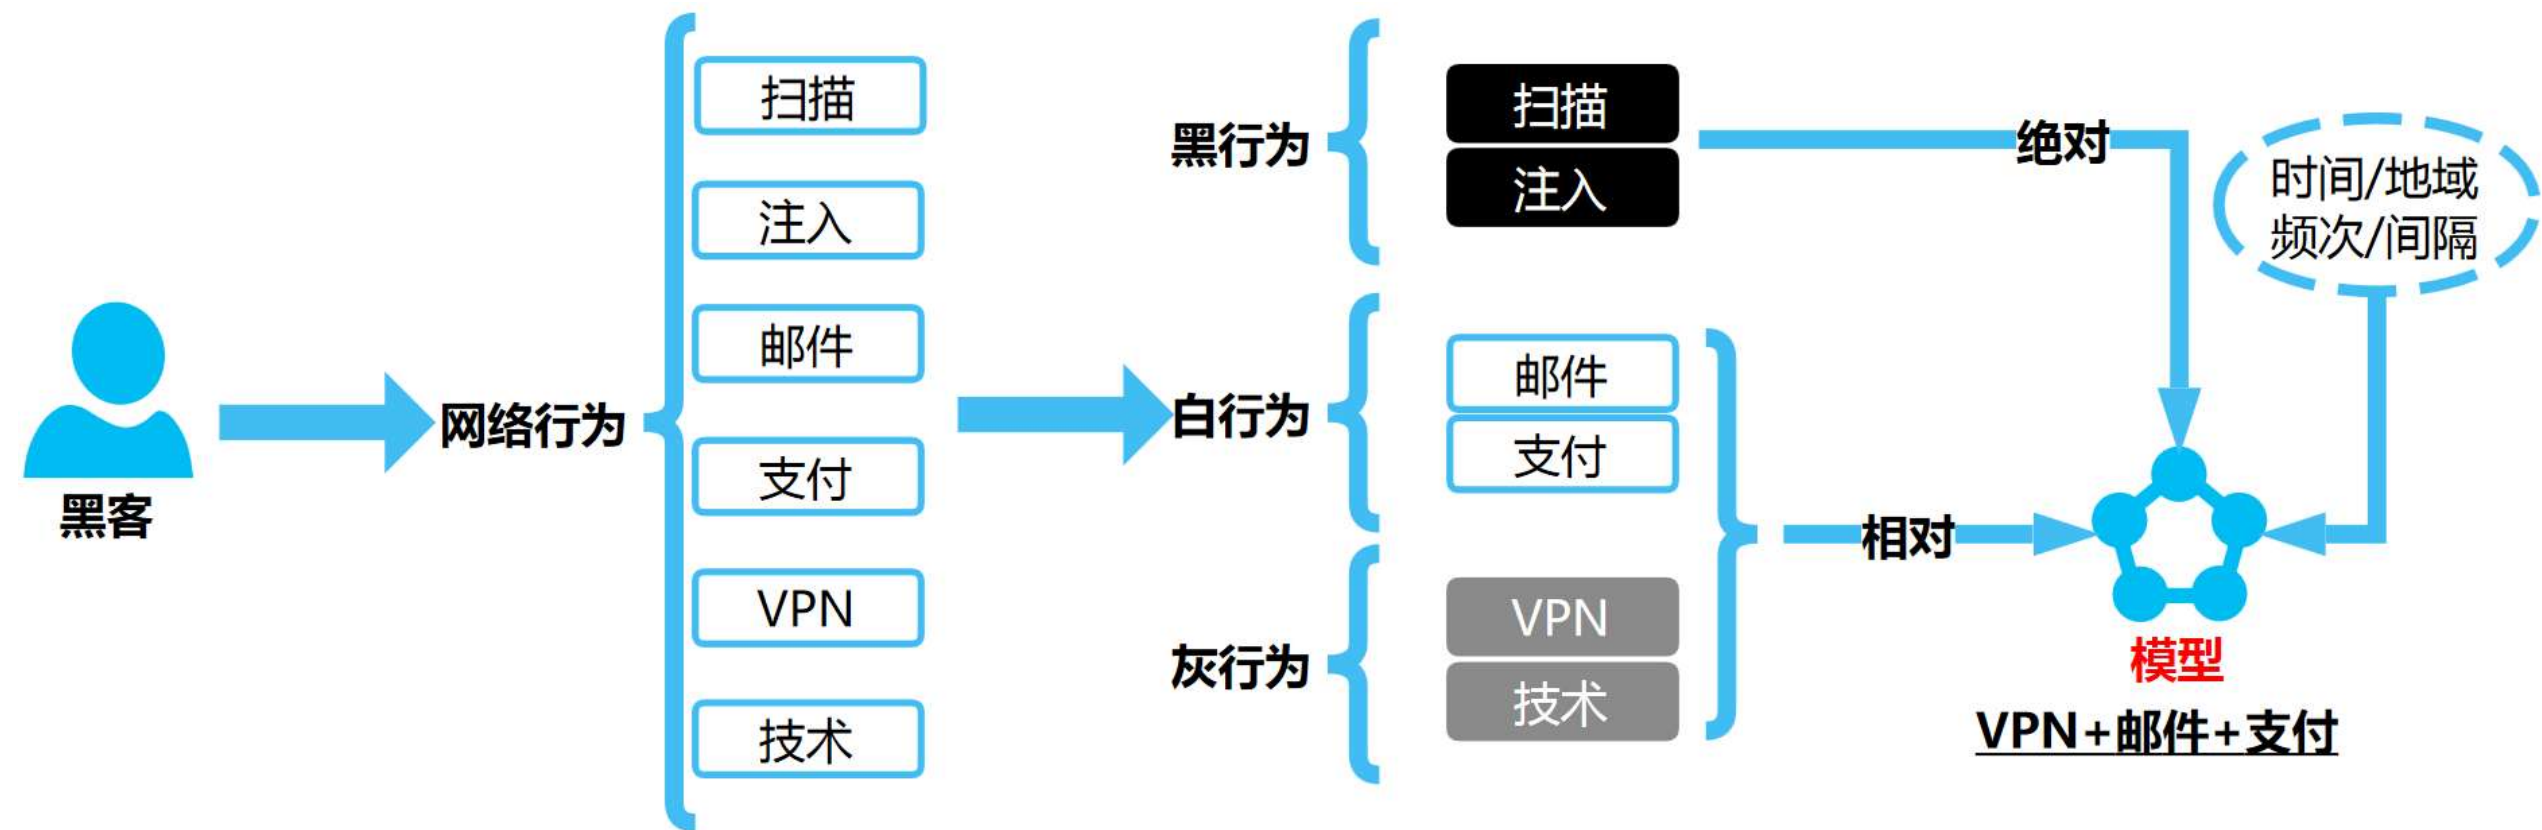 黑客
网络行为
扫描
注入
邮件
支付
VPN
技术
黑行为
扫描
注入
白行为
邮件
支付
灰行为
VPN
技术
绝对
相对
时间/地域
频次/间隔
模型
VPN+邮件+支付